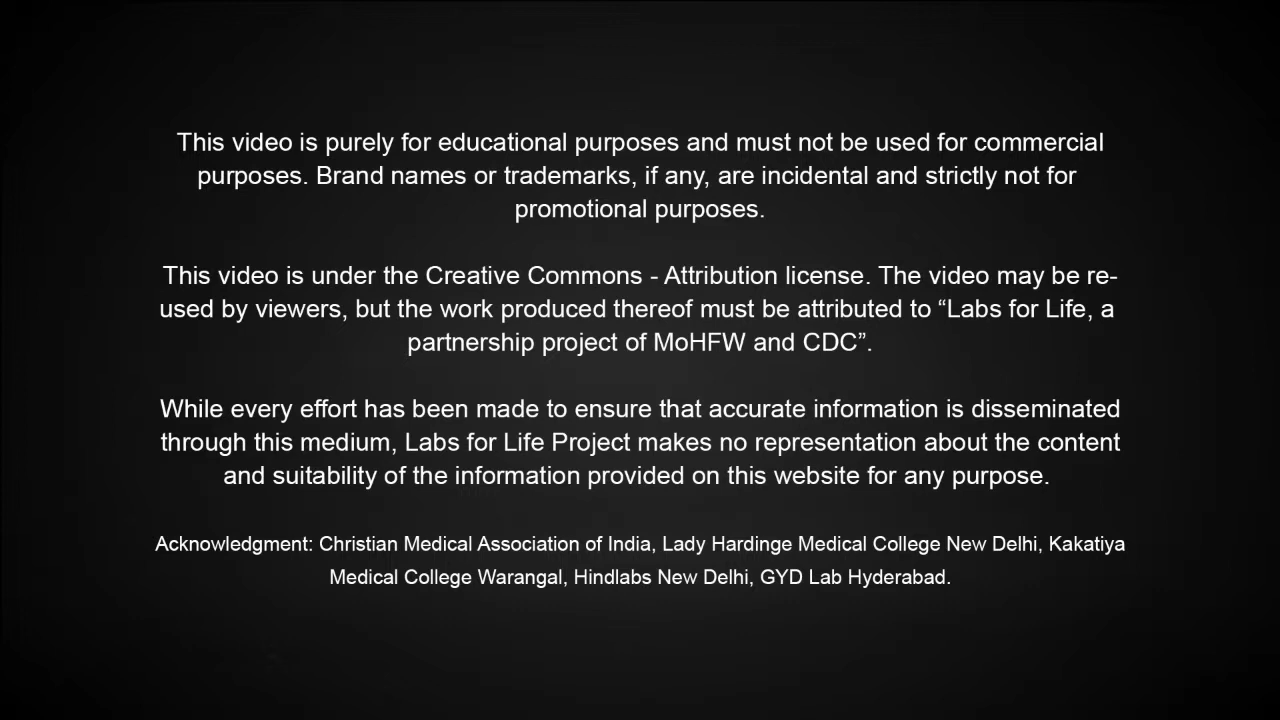 This video is purely for educational purposes and must not be used for commercial
purposes. Brand names or trademarks, if any, are incidental and strictly not for
promotional purposes.
This video is under the Creative Commons - Attribution license. The video may be re-
used by viewers, but the work produced thereof must be attributed to “Labs for Life, a
partnership project of MoHFW and CDC”.
While every effort has been made to ensure that accurate information is disseminated
through this medium, Labs for Life Project makes no representation about the content
and suitability of the information provided on this website for any purpose.
Acknowledgment: Christian Medical Association of India, Lady Hardinge Medical College New Delhi, Kakatiya
Medical College Warangal, Hindlabs New Delhi, GYD Lab Hyderabad.